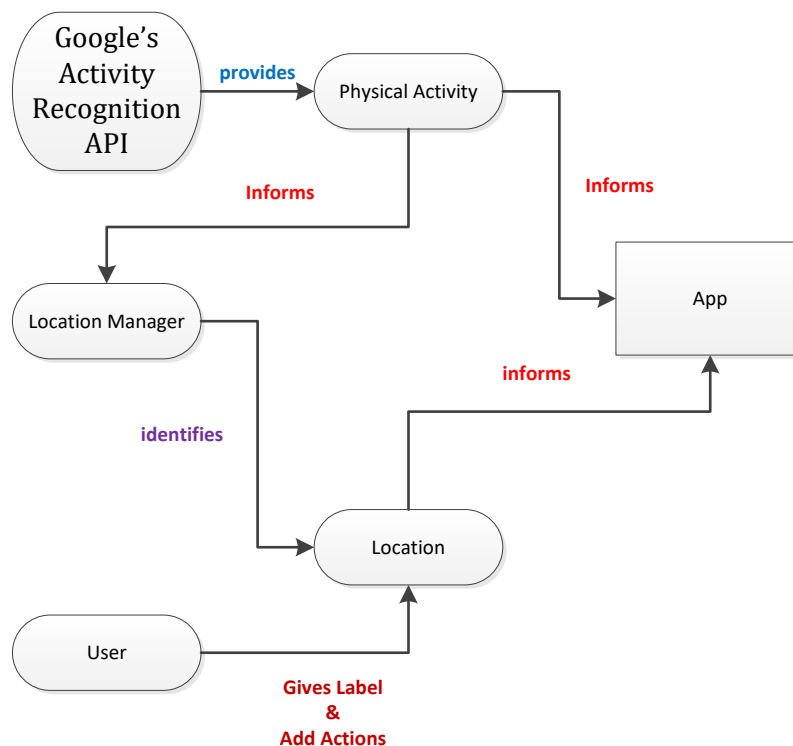 Google’s
Activity
Recognition
API
provides
Physical Activity
Informs
Informs
Location Manager
App
informs
identifies
Location
User
Gives Label
&
Add Actions